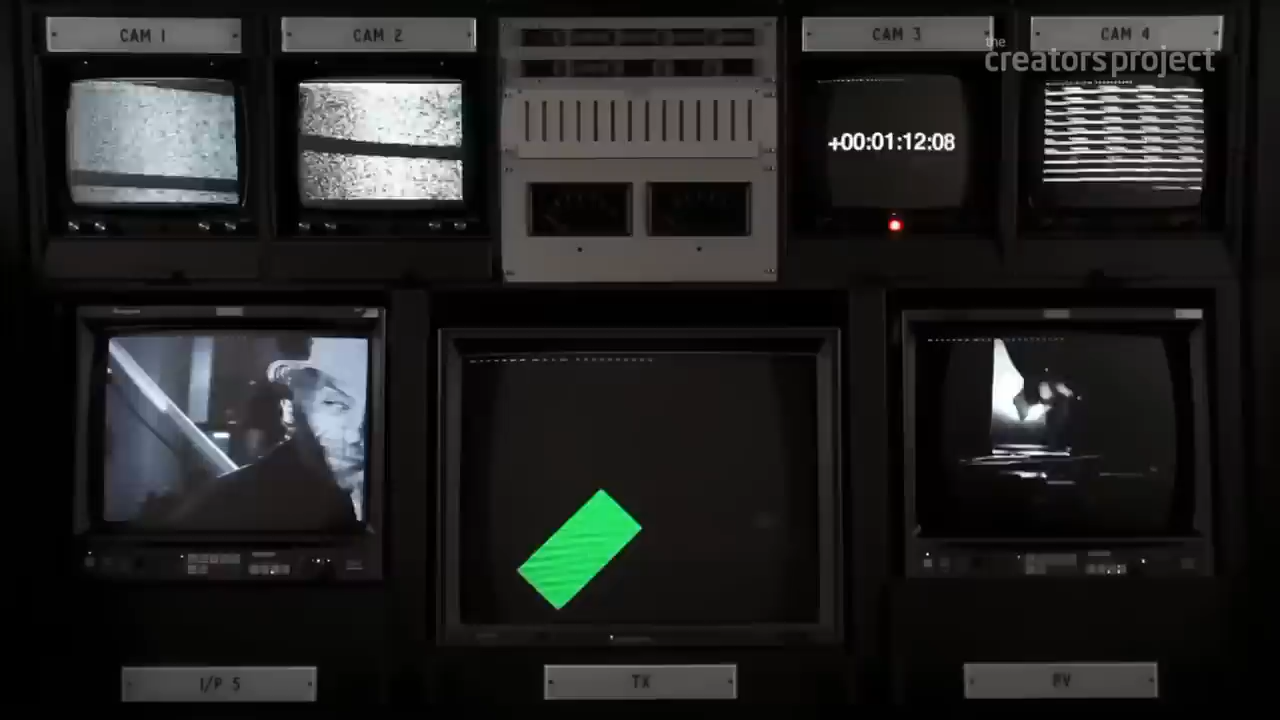 CAM 1
CAM 2
CAM 3
CAM 4
the
creatorsproject
+00:01:12:08
I/P 5
TX
PV